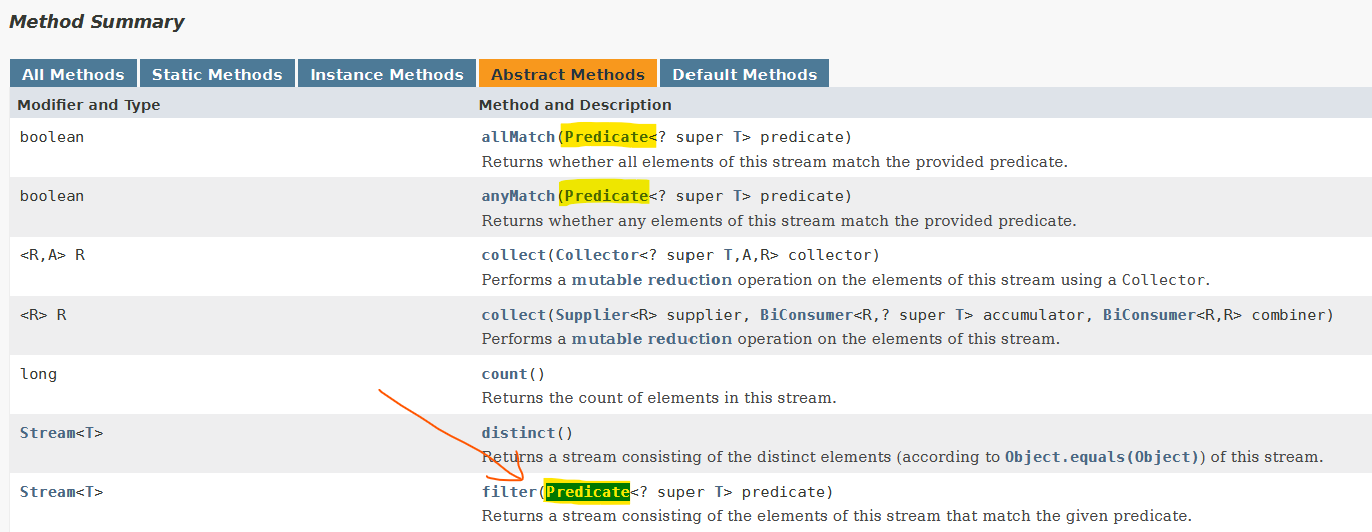 Method Summary
All Methods Static Methods Instance Methods Abstract Methods Default Methods
Modifier and Type Method and Description
boolean allMatch(Predicate<? super T> predicate)
Returns whether all elements of this stream match the provided predicate.
boolean anyMatch(Predicate<? super T> predicate)
Returns whether any elements of this stream match the provided predicate.
<R,A> R collect(Collector<? super T,A,R> collector)
Performs a mutable reduction operation on the elements of this stream using a Collector.
<R> R collect(Supplier<R> supplier, BiConsumer<R,? super T> accumulator, BiConsumer<R,R> combiner)
Performs a mutable reduction operation on the elements of this stream.
long count()
Returns the count of elements in this stream.
Stream<T> distinct()
Returns a stream consisting of the distinct elements (according to Object.equals(Object)) of this stream.
Stream<T> filter(Predicate<? super T> predicate)
Returns a stream consisting of the elements of this stream that match the given predicate.